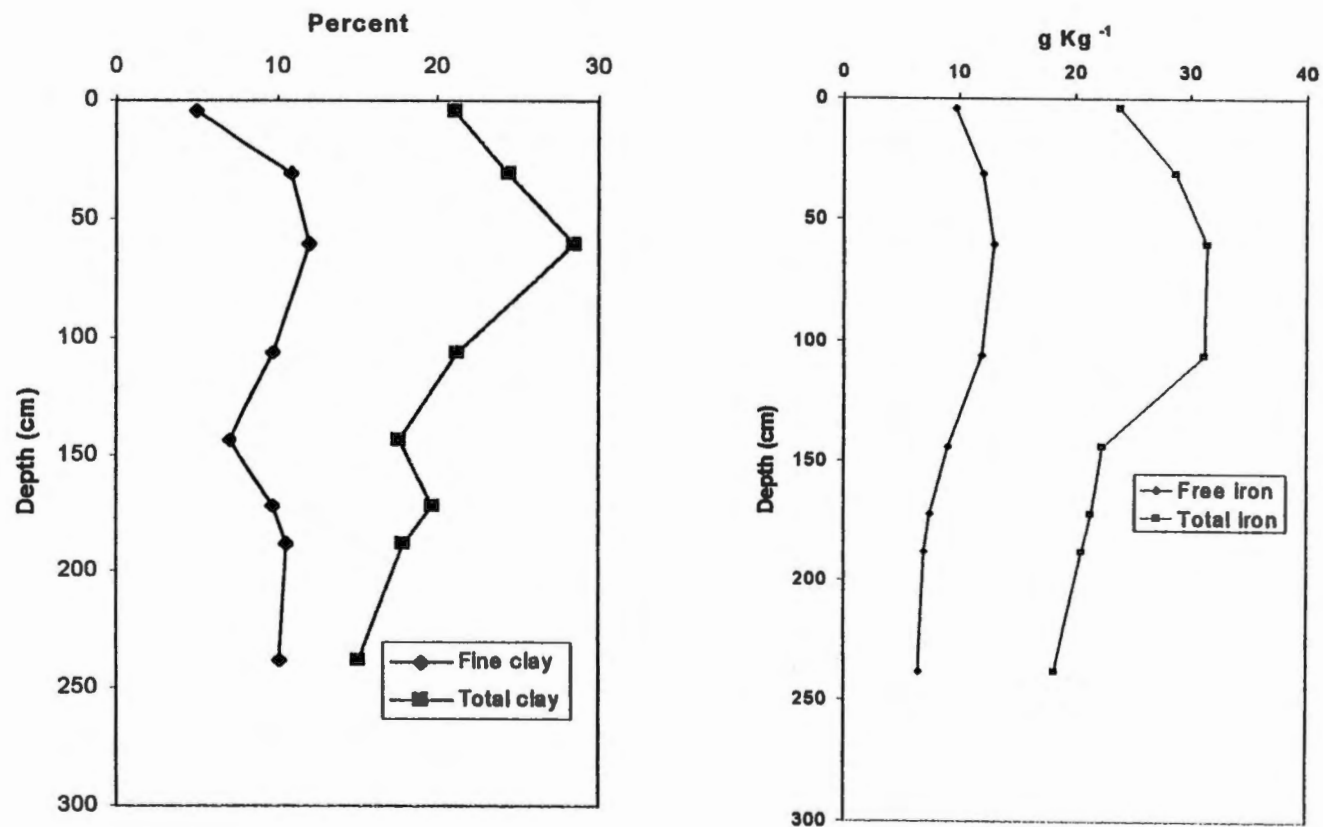 Percent
0 10 20 30
0
50
100
150
200
250
300
Depth (cm)
Fine clay
Total clay
g Kg -1
0 10 20 30 40
0
50
100
150
200
250
300
Depth (cm)
Free iron
Total iron